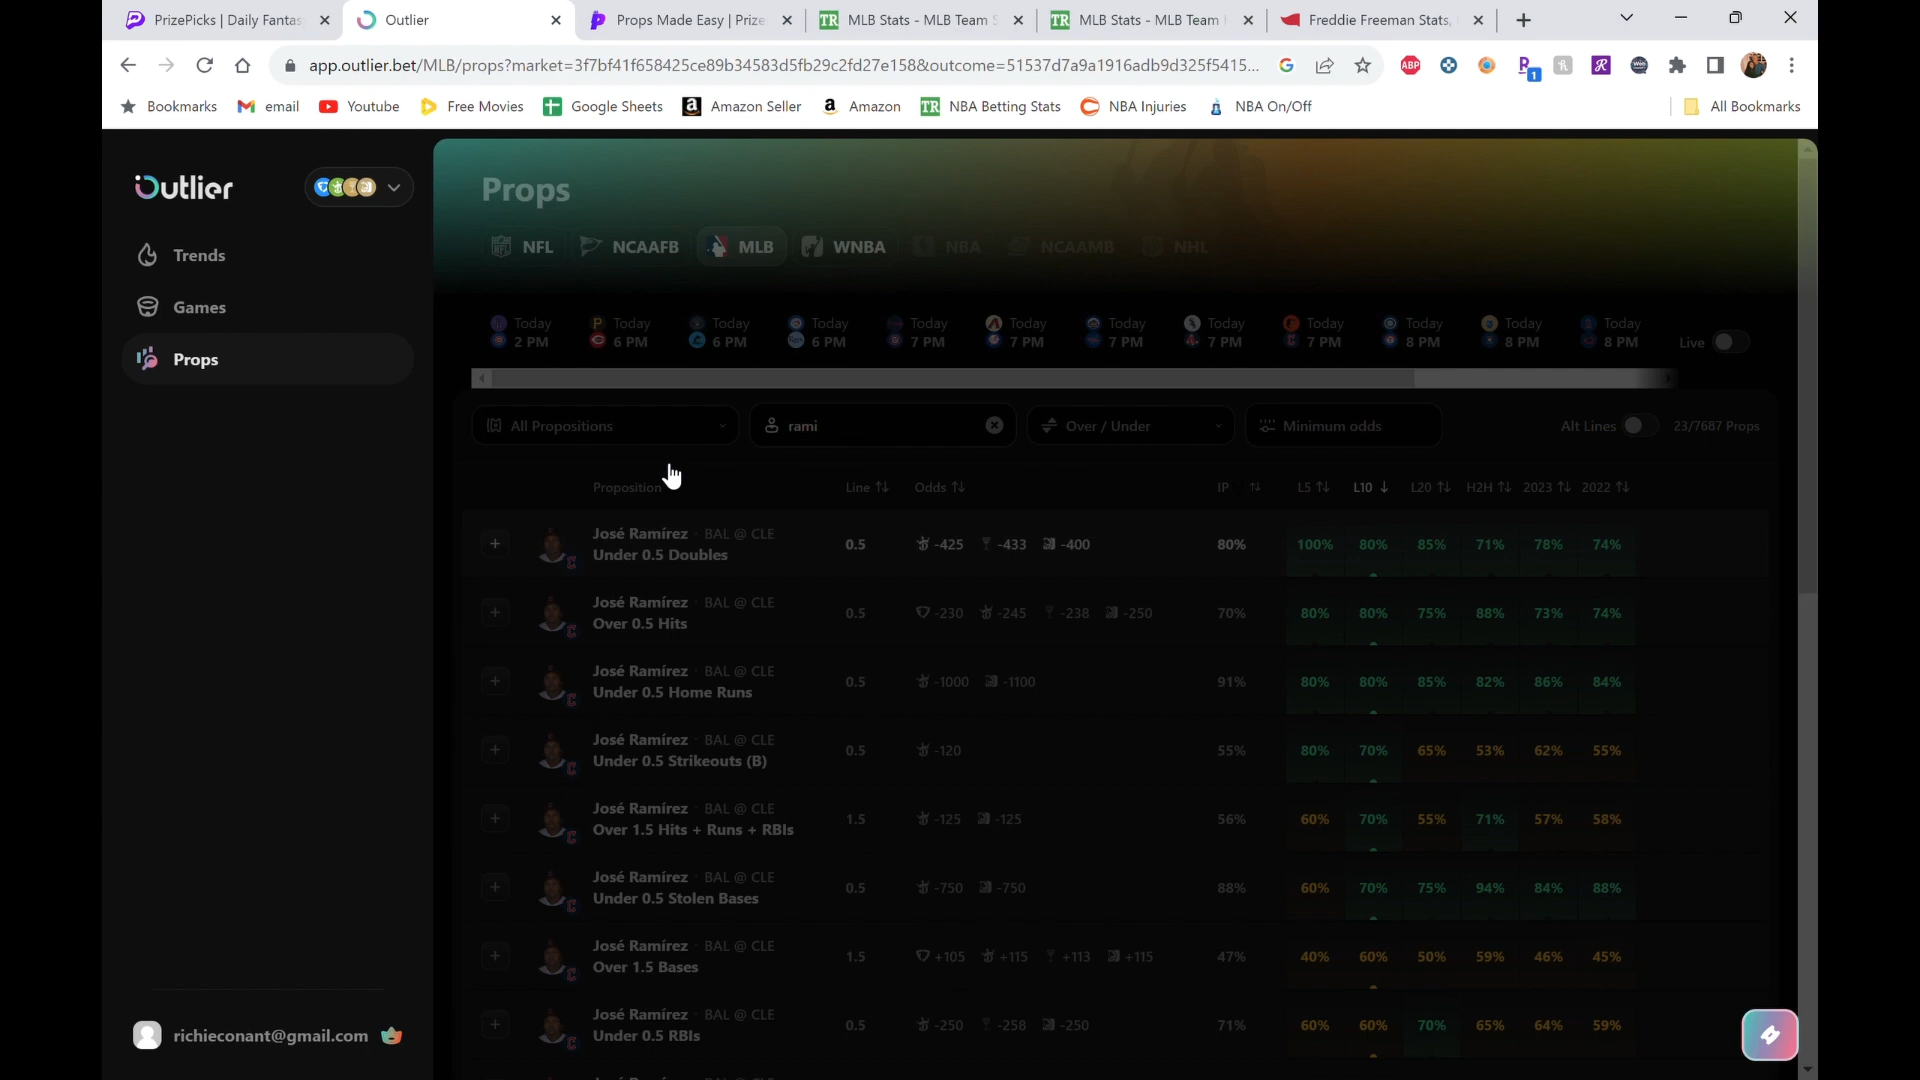 PrizePicks | Daily Fantas
Outlier
Props Made Easy | Prize
MLB Stats - MLB Team S
MLB Stats - MLB Team
Freddie Freeman Stats,
app.outlier.bet/MLB/props?market=3f7bf41f658425ce89b34583d5fb29c2fd27e158&outcome=51537d7a9a1916adb9d325f5415...
ABP
1
Bookmarks
email
Youtube
Free Movies
Google Sheets
Amazon Seller
Amazon
NBA Betting Stats
NBA Injuries
NBA On/Off
All Bookmarks
Outlier
Trends
Games
Props
richieconant@gmail.com
Props
NFL NCAAFB MLB WNBA NBA NCAAMB NHL
Today Today Today Today Today Today Today Today Today Today Today Today
2 PM 6 PM 6 PM 6 PM 7 PM 7 PM 7 PM 7 PM 7 PM 8 PM 8 PM 8 PM
Live
All Propositions rami Over / Under Minimum odds Alt Lines 23/7687 Props
Proposition Line Odds IP L5 L10 L20 H2H 2023 2022
José Ramírez BAL @ CLE
Under 0.5 Doubles
0.5 -425 -433 -400 80% 100% 80% 85% 71% 78% 74%
José Ramírez BAL @ CLE
Over 0.5 Hits
0.5 -230 -245 -238 -250 70% 80% 80% 75% 88% 73% 74%
José Ramírez BAL @ CLE
Under 0.5 Home Runs
0.5 -1000 -1100 91% 80% 80% 85% 82% 86% 84%
José Ramírez BAL @ CLE
Under 0.5 Strikeouts (B)
0.5 -120 55% 80% 70% 65% 53% 62% 55%
José Ramírez BAL @ CLE
Over 1.5 Hits + Runs + RBIs
1.5 -125 -125 56% 60% 70% 55% 71% 57% 58%
José Ramírez BAL @ CLE
Under 0.5 Stolen Bases
0.5 -750 -750 88% 60% 70% 75% 94% 84% 88%
José Ramírez BAL @ CLE
Over 1.5 Bases
1.5 +105 +115 +113 +115 47% 40% 60% 50% 59% 46% 45%
José Ramírez BAL @ CLE
Under 0.5 RBIs
0.5 -250 -258 -250 71% 60% 60% 70% 65% 64% 59%